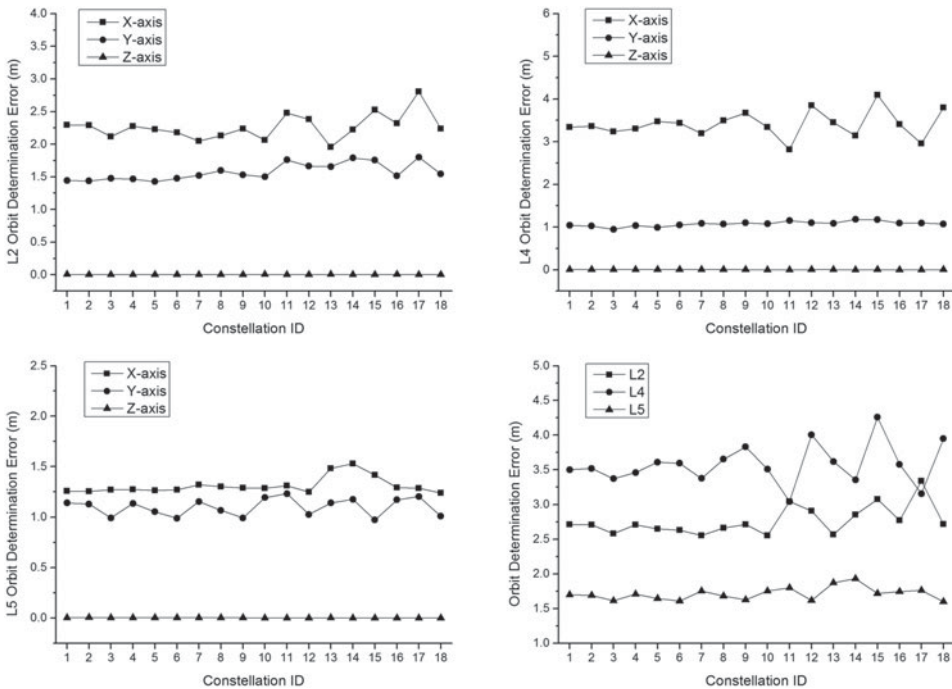 X-axis
Y-axis
Z-axis
L2 Orbit Determination Error (m)
4.0
3.5
3.0
2.5
2.0
1.5
1.0
0.5
0.0
1 2 3 4 5 6 7 8 9 10 11 12 13 14 15 16 17 18
Constellation ID
X-axis
Y-axis
Z-axis
L4 Orbit Determination Error (m)
6
5
4
3
2
1
0
1 2 3 4 5 6 7 8 9 10 11 12 13 14 15 16 17 18
Constellation ID
X-axis
Y-axis
Z-axis
L5 Orbit Determination Error (m)
2.5
2.0
1.5
1.0
0.5
0.0
1 2 3 4 5 6 7 8 9 10 11 12 13 14 15 16 17 18
Constellation ID
L2
L4
L5
Orbit Determination Error (m)
5.0
4.5
4.0
3.5
3.0
2.5
2.0
1.5
1.0
1 2 3 4 5 6 7 8 9 10 11 12 13 14 15 16 17 18
Constellation ID